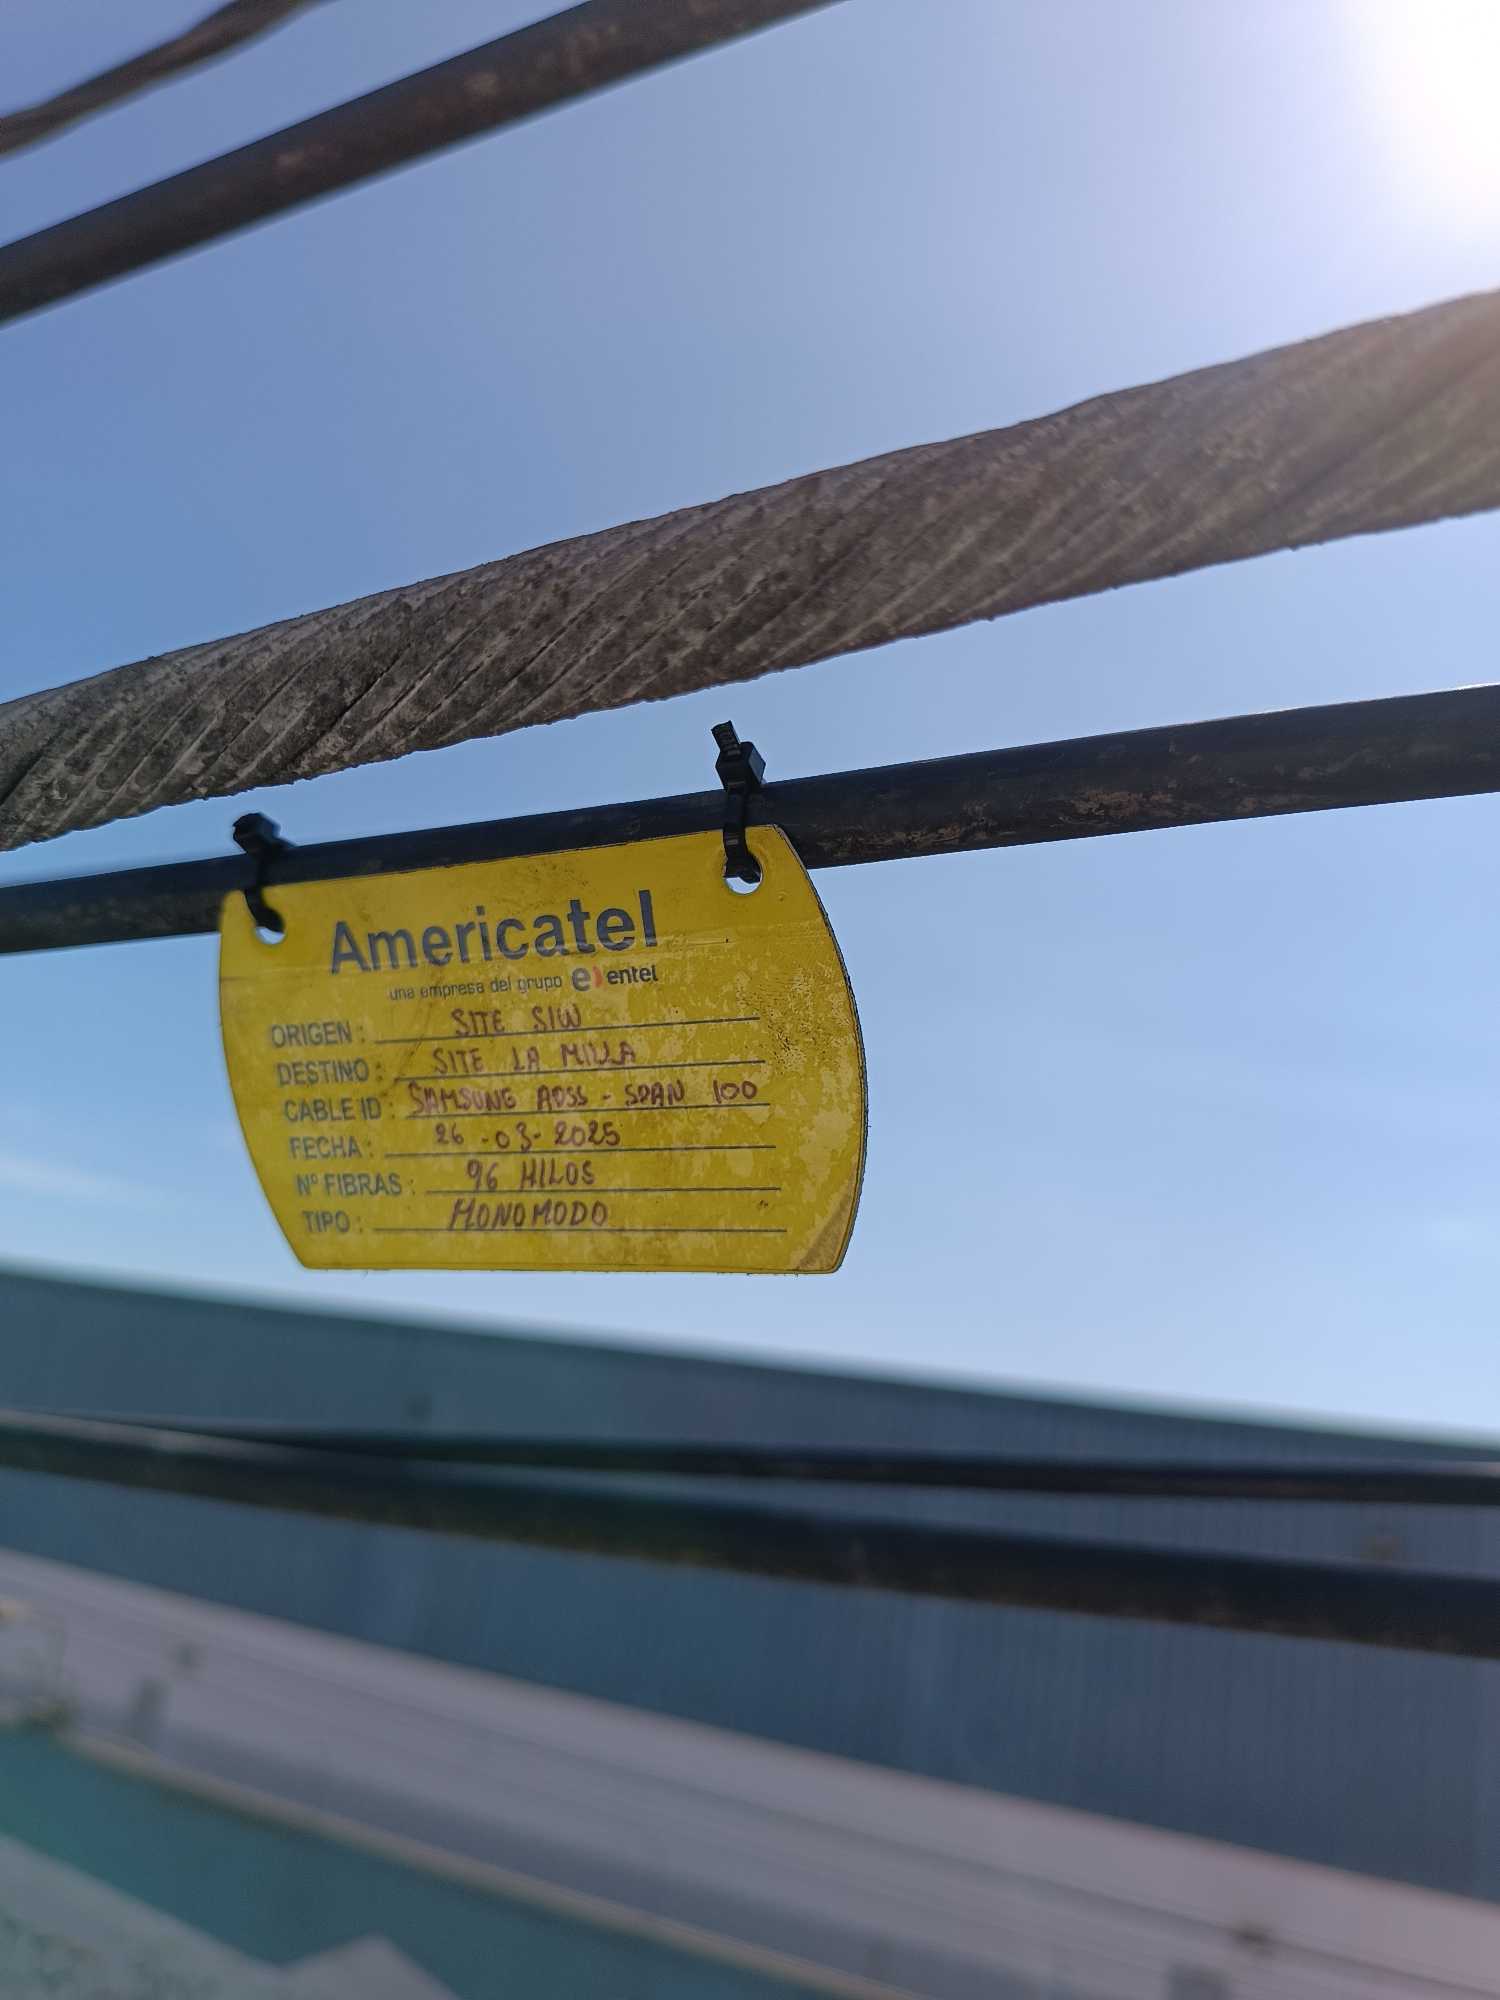 Americatel
una empresa del grupo entel
ORIGEN: SITE SIW
DESTINO: SITE LA MILLA
CABLE ID: SAMSUNG ADSS - SPAN 100
FECHA: 26-03-2025
Nº FIBRAS: 96 HILOS
TIPO: MONOMODO